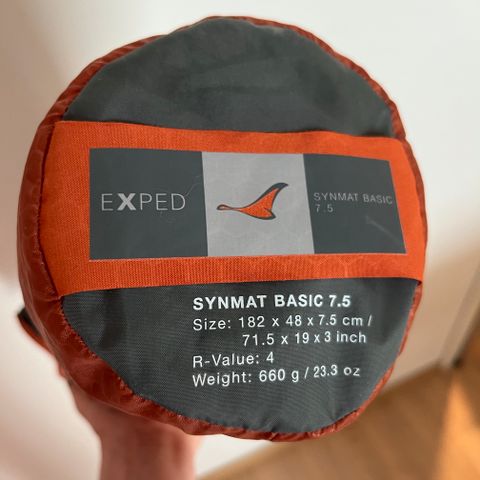 EXPED
SYNMAT BASIC
7.5
SYNMAT BASIC 7.5
Size: 182 x 48 x 7.5 cm /
71.5 x 19 x 3 inch
R-Value: 4
Weight: 660 g / 23.3 oz